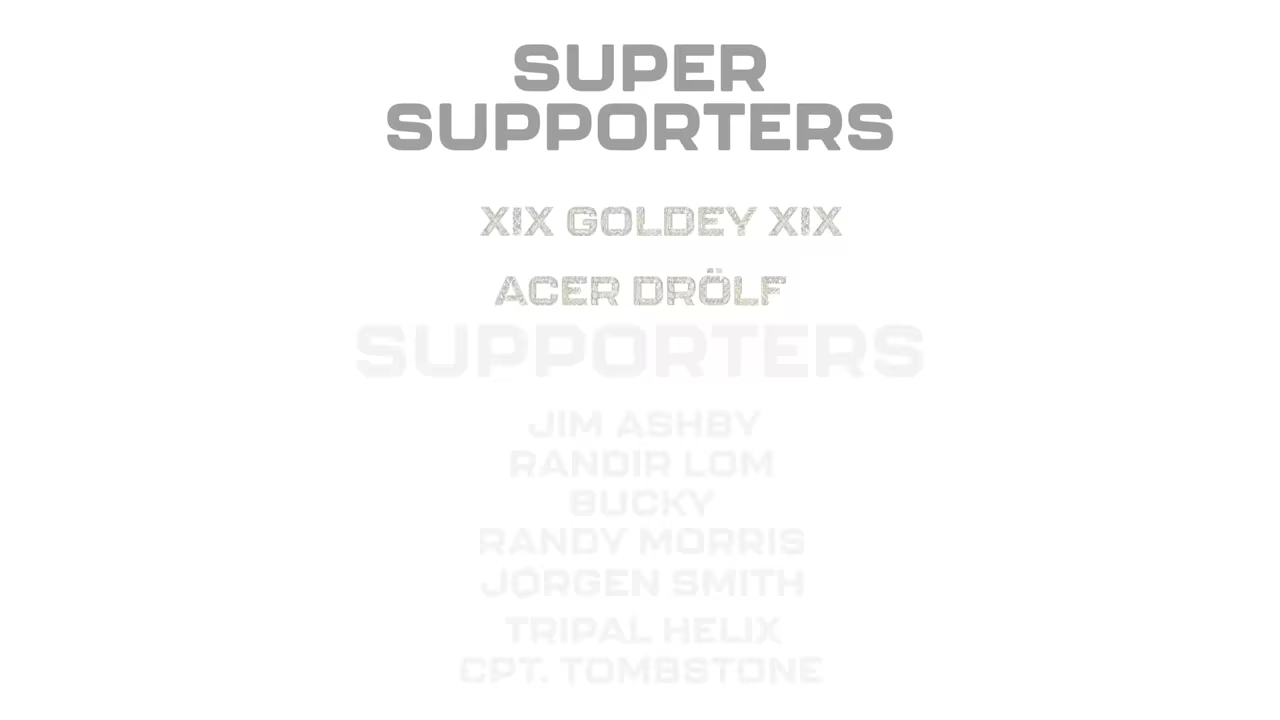 SUPER
SUPPORTERS
XIX GOLDEY XIX
ACER DRÖLF
SUPPORTERS
JIM ASHBY
RANDIR LOM
BUCKY
RANDY MORRIS
JØRGEN SMITH
TRIPAL HELIX
CPT. TOMBSTONE